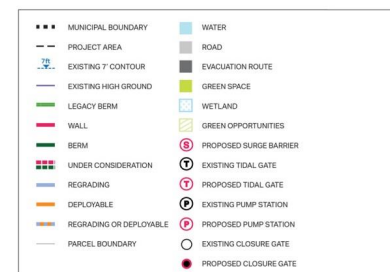 MUNICIPAL BOUNDARY
PROJECT AREA
7ft
EXISTING 7' CONTOUR
EXISTING HIGH GROUND
LEGACY BERM
WALL
BERM
UNDER CONSIDERATION
REGRADING
DEPLOYABLE
REGRADING OR DEPLOYABLE
PARCEL BOUNDARY
WATER
ROAD
EVACUATION ROUTE
GREEN SPACE
WETLAND
GREEN OPPORTUNITIES
S PROPOSED SURGE BARRIER
T EXISTING TIDAL GATE
T PROPOSED TIDAL GATE
P EXISTING PUMP STATION
P PROPOSED PUMP STATION
EXISTING CLOSURE GATE
PROPOSED CLOSURE GATE